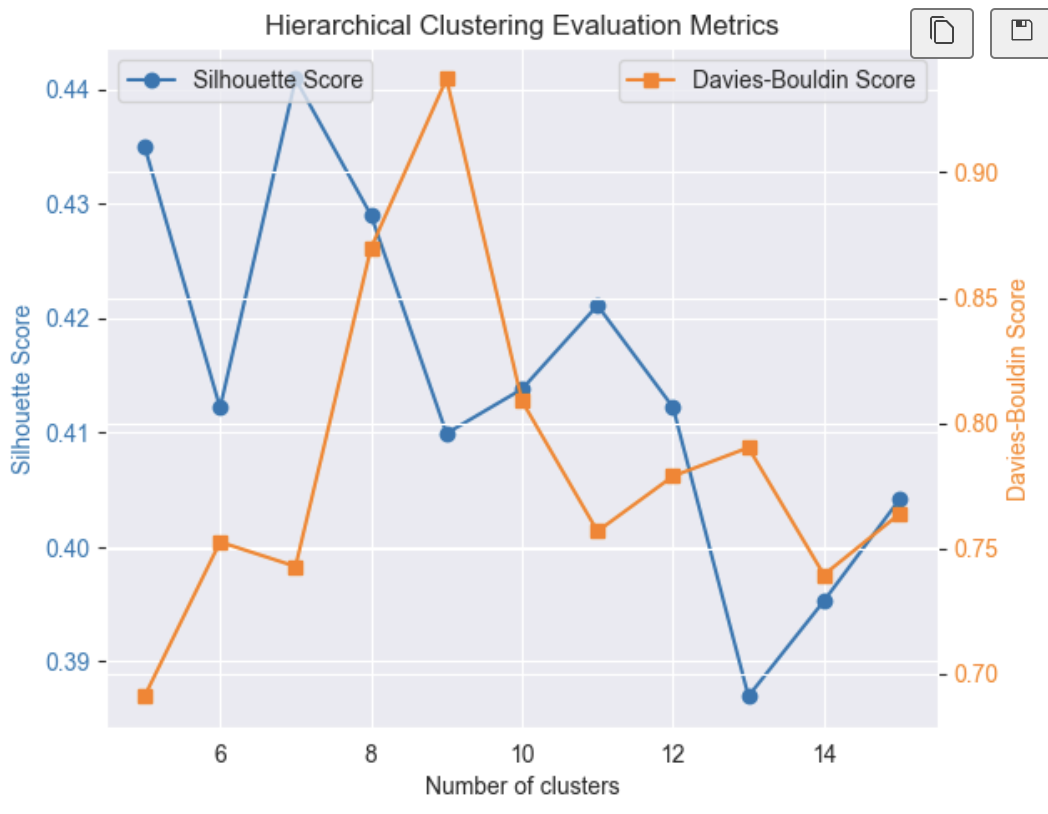 Hierarchical Clustering Evaluation Metrics
Silhouette Score
Davies-Bouldin Score
0.44
0.43
0.42
0.41
0.40
0.39
Silhouette Score
0.90
0.85
0.80
0.75
0.70
Davies-Bouldin Score
6 8 10 12 14
Number of clusters